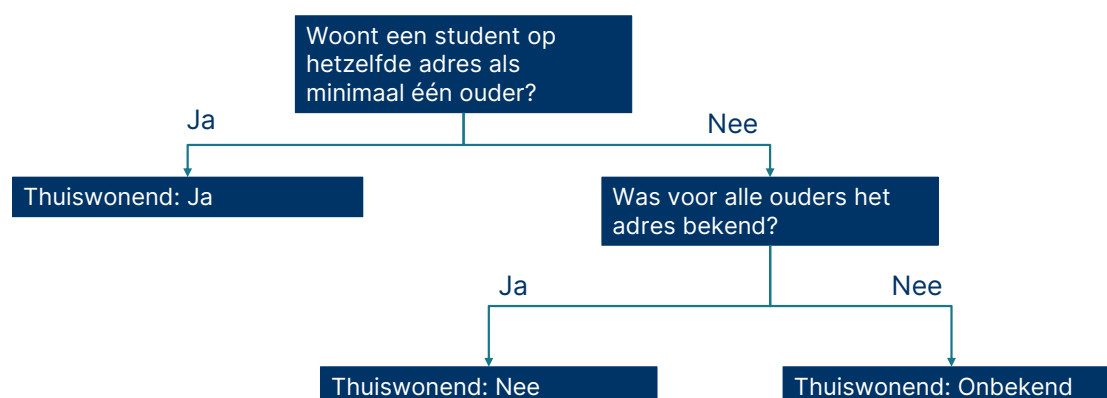 Woont een student op
hetzelfde adres als
minimaal één ouder?
Ja
Nee
Thuiswonend: Ja
Was voor alle ouders het
adres bekend?
Ja
Nee
Thuiswonend: Nee
Thuiswonend: Onbekend